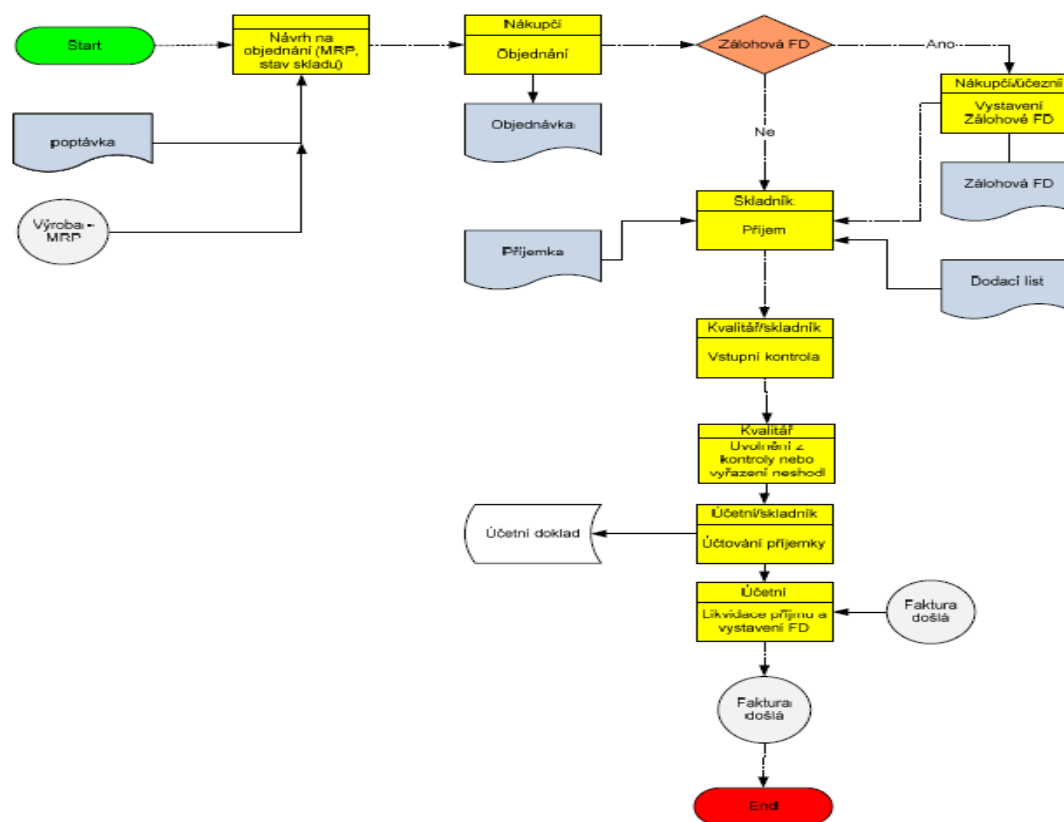 Start
Návrh na
objednání (MRP,
stav skladu)
Nákupčí
Objednání
Zálohová FD
Ano
Nákupčí/účezní
Vystavení
Zálohové FD
poptávka
Objednávka
Ne
Zálohová FD
Výroba -
MRP
Skladník
Příjem
Příjemka
Dodací list
Kvalitář/skladník
Vstupní kontrola
Kvalitář
Uvolnění z
kontroly nebo
vyřazení neshod
Účetní/skladník
Účtování příjemky
Účetní doklad
Účetní
Likvidace příjmu a
vystavení FD
Faktura
došlá
Faktura
došlá
End